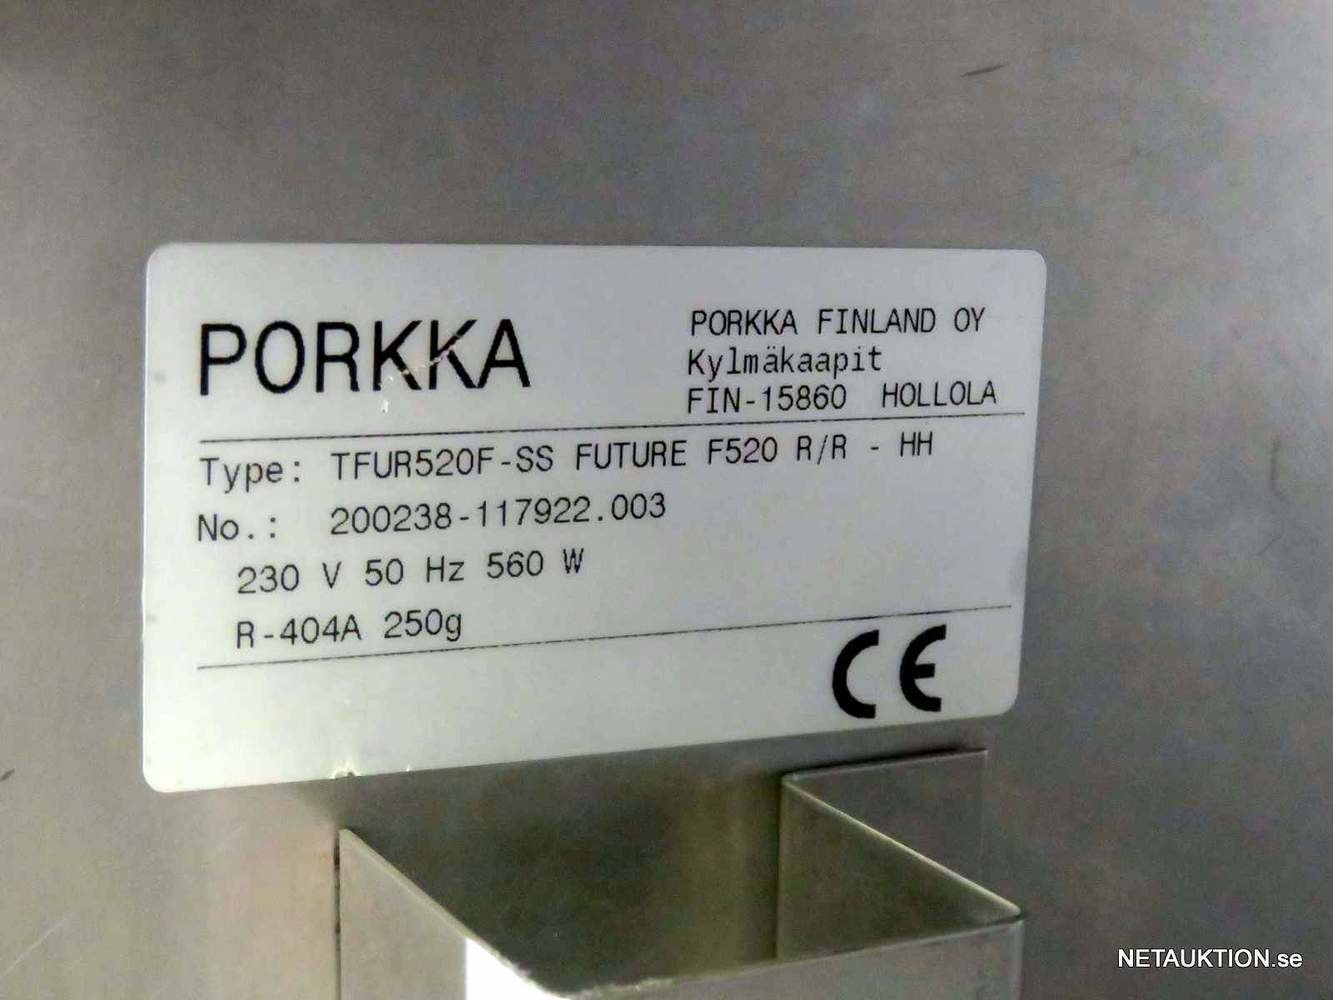 PORKKA
PORKKA FINLAND OY
Kylmäkaapit
FIN-15860 HOLLOLA
Type: TFUR520F-SS FUTURE F520 R/R - HH
No.: 200238-117922.003
230 V 50 Hz 560 W
R-404A 250g
CE
NETAUKTION.se